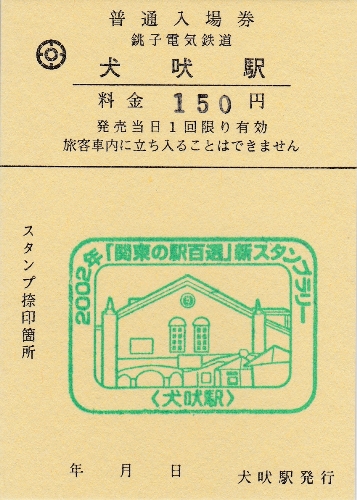 普通入場券
銚子電気鉄道
犬吠駅
料金 150円
発売当日1回限り有効
旅客車内に立ち入ることはできません
スタンプ捺印箇所
2002年「関東の駅百選」新スタンプラリー
〈犬吠駅〉
年 月 日
犬吠駅発行